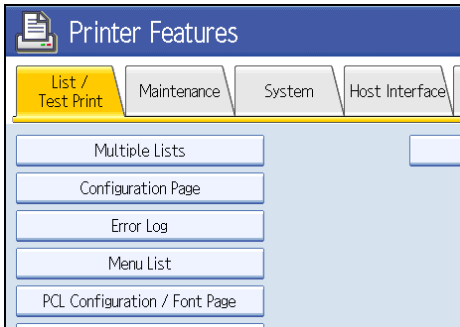 Printer Features
List /
Test Print
Maintenance
System
Host Interface
Multiple Lists
Configuration Page
Error Log
Menu List
PCL Configuration / Font Page